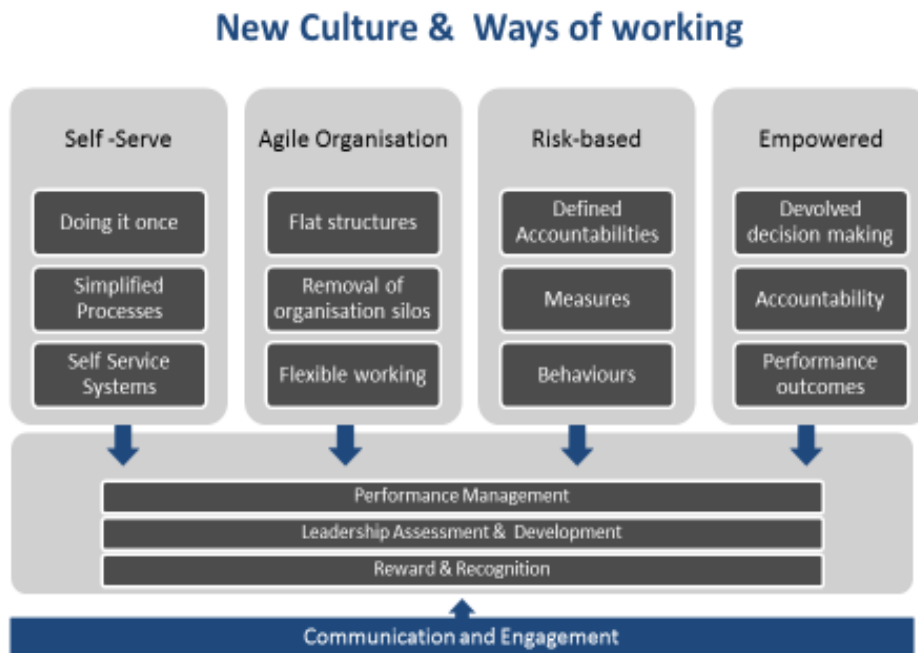 New Culture & Ways of working
Self -Serve
Doing it once
Simplified
Processes
Self Service
Systems
Agile Organisation
Flat structures
Removal of
organisation silos
Flexible working
Risk-based
Defined
Accountabilities
Measures
Behaviours
Empowered
Devolved
decision making
Accountability
Performance
outcomes
Performance Management
Leadership Assessment & Development
Reward & Recognition
Communication and Engagement